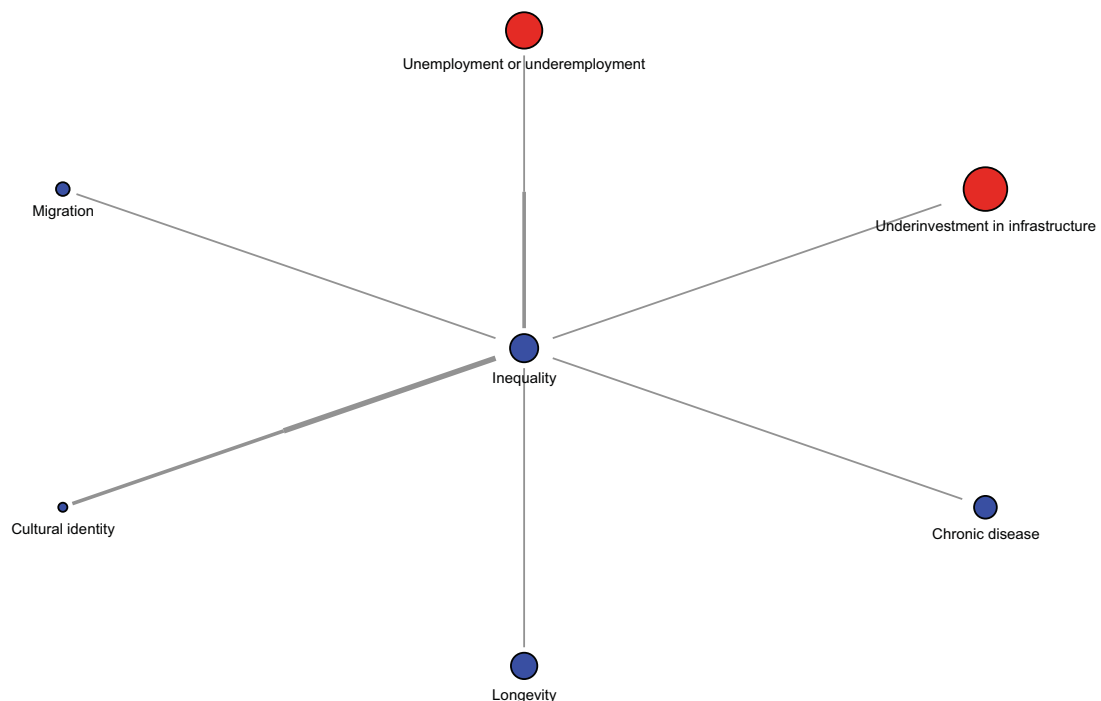 Unemployment or underemployment
Migration
Underinvestment in infrastructure
Inequality
Cultural identity
Chronic disease
Longevity